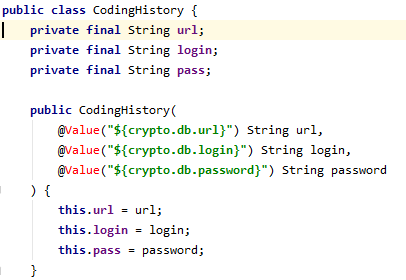 public class CodingHistory {
    private final String url;
    private final String login;
    private final String pass;

    public CodingHistory(
        @Value("${crypto.db.url}") String url,
        @Value("${crypto.db.login}") String login,
        @Value("${crypto.db.password}") String password
    ) {
        this.url = url;
        this.login = login;
        this.pass = password;
    }